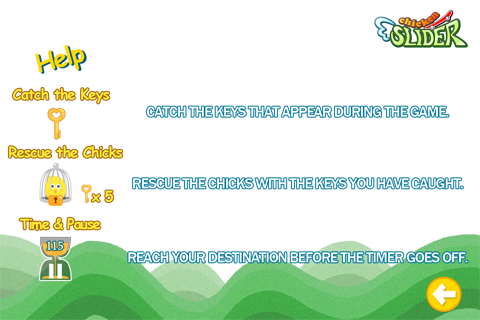 chicken
SLIDER
Help
Catch the Keys
CATCH THE KEYS THAT APPEAR DURING THE GAME.
Rescue the Chicks
x 5
RESCUE THE CHICKS WITH THE KEYS YOU HAVE CAUGHT.
Time & Pause
115
REACH YOUR DESTINATION BEFORE THE TIMER GOES OFF.